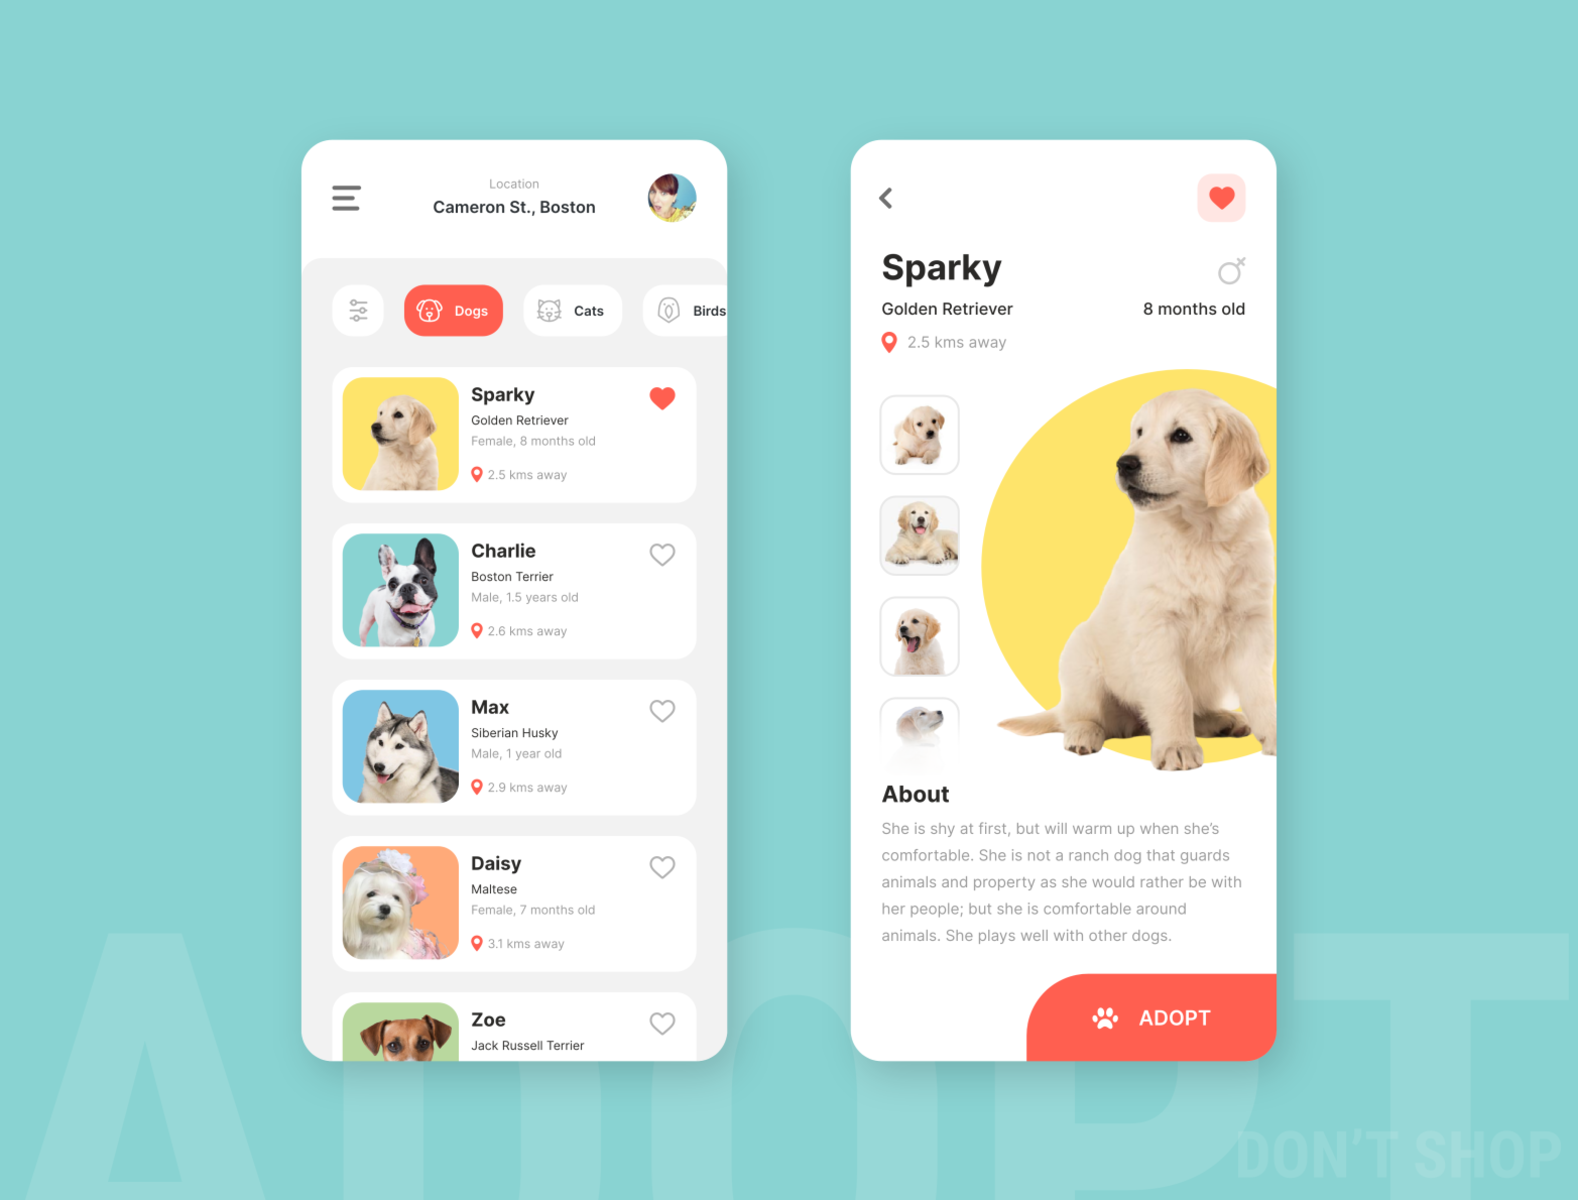 Location
Cameron St., Boston
Dogs
Cats
Birds
Sparky
Golden Retriever
Female, 8 months old
2.5 kms away
Charlie
Boston Terrier
Male, 1.5 years old
2.6 kms away
Max
Siberian Husky
Male, 1 year old
2.9 kms away
Daisy
Maltese
Female, 7 months old
3.1 kms away
Zoe
Jack Russell Terrier
Sparky
Golden Retriever
8 months old
2.5 kms away
About
She is shy at first, but will warm up when she's
comfortable. She is not a ranch dog that guards
animals and property as she would rather be with
her people; but she is comfortable around
animals. She plays well with other dogs.
ADOPT
ADOPT
DON'T SHOP